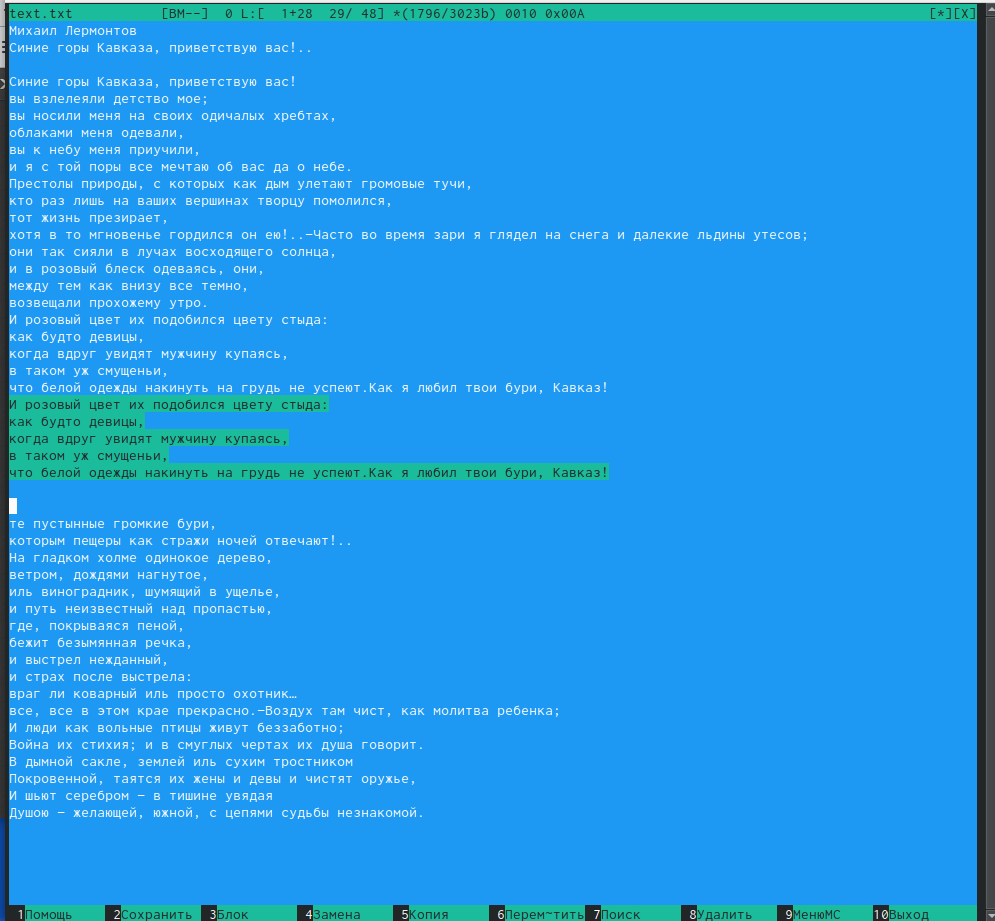 text.txt [BM--] 0 L:[ 1+28 29/ 48] *(1796/3023b) 0010 0x00A [*][X]
Михаил Лермонтов
Синие горы Кавказа, приветствую вас!..
Синие горы Кавказа, приветствую вас!
вы взлелеяли детство мое;
вы носили меня на своих одичалых хребтах,
облаками меня одевали,
вы к небу меня приучили,
и я с той поры все мечтаю об вас да о небе.
Престолы природы, с которых как дым улетают громовые тучи,
кто раз лишь на ваших вершинах творцу помолился,
тот жизнь презирает,
хотя в то мгновенье гордился он ею!..—Часто во время зари я глядел на снега и далекие льдины утесов;
они так сияли в лучах восходящего солнца,
и в розовый блеск одеваясь, они,
между тем как внизу все темно,
возвещали прохожему утро.
И розовый цвет их подобился цвету стыда:
как будто девицы,
когда вдруг увидят мужчину купаясь,
в таком уж смущеньи,
что белой одежды накинуть на грудь не успеют.Как я любил твои бури, Кавказ!
И розовый цвет их подобился цвету стыда:
как будто девицы,
когда вдруг увидят мужчину купаясь,
в таком уж смущеньи,
что белой одежды накинуть на грудь не успеют.Как я любил твои бури, Кавказ!
те пустынные громкие бури,
которым пещеры как стражи ночей отвечают!..
На гладком холме одинокое дерево,
ветром, дождями нагнутое,
иль виноградник, шумящий в ущелье,
и путь неизвестный над пропастью,
где, покрываяся пеной,
бежит безымянная речка,
и выстрел нежданный,
и страх после выстрела:
враг ли коварный иль просто охотник…
все, все в этом крае прекрасно.—Воздух там чист, как молитва ребенка;
И люди как вольные птицы живут беззаботно;
Война их стихия; и в смуглых чертах их душа говорит.
В дымной сакле, землей иль сухим тростником
Покровенной, таятся их жены и девы и чистят оружье,
И шьют серебром — в тишине увядая
Душою — желающей, южной, с цепями судьбы незнакомой.
1Помощь 2Сохранить 3Блок 4Замена 5Копия 6Перем~тить 7Поиск 8Удалить 9МенюMC 10Выход